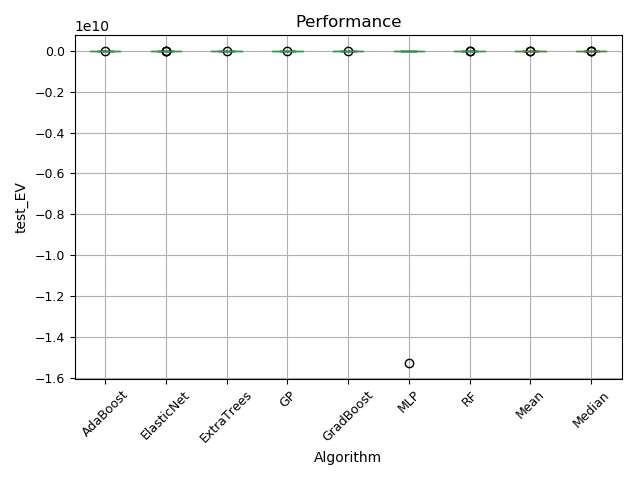 Performance
1e10
0.0
−0.2
−0.4
−0.6
−0.8
−1.0
−1.2
−1.4
−1.6
test_EV
AdaBoost
ElasticNet
ExtraTrees
GP
GradBoost
MLP
RF
Mean
Median
Algorithm